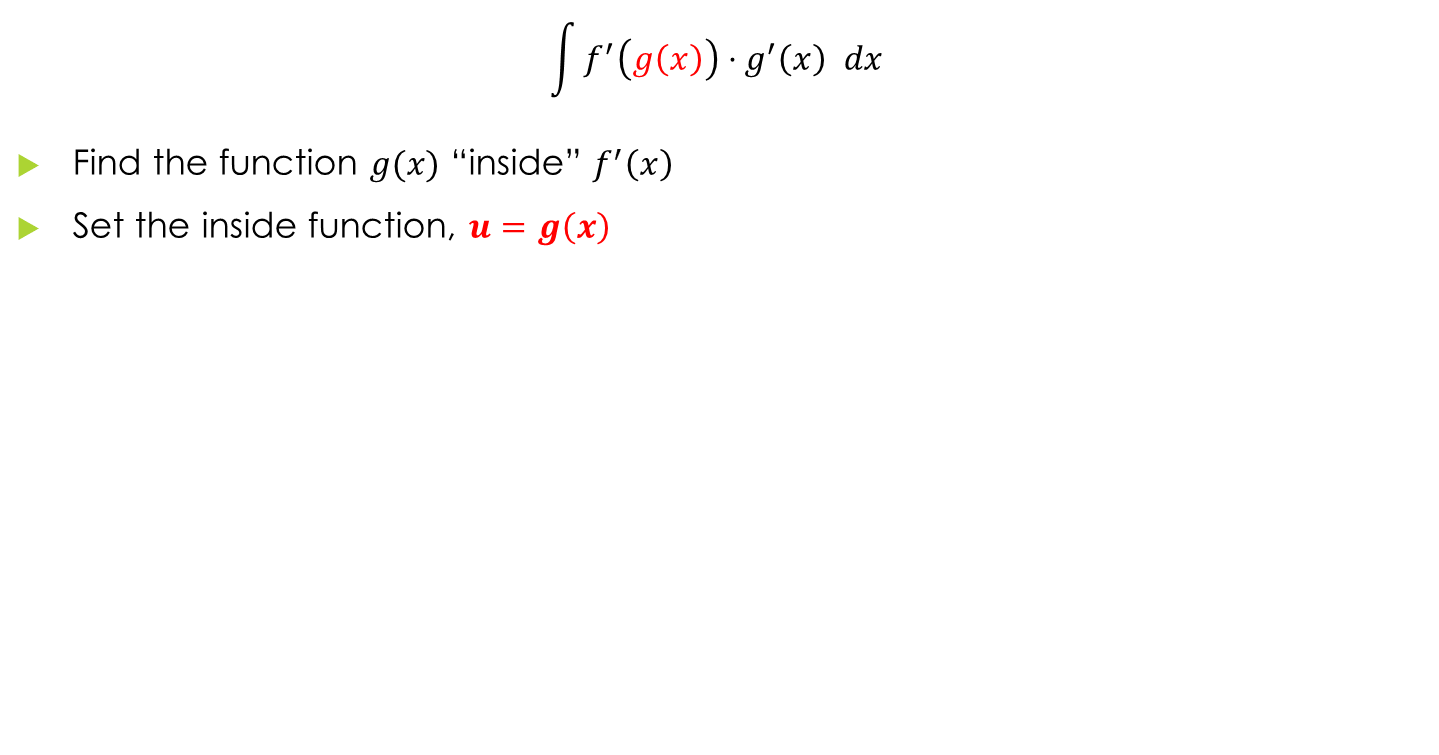 ∫ f′(g(x)) · g′(x) dx
Find the function g(x) “inside” f′(x)
Set the inside function, u = g(x)